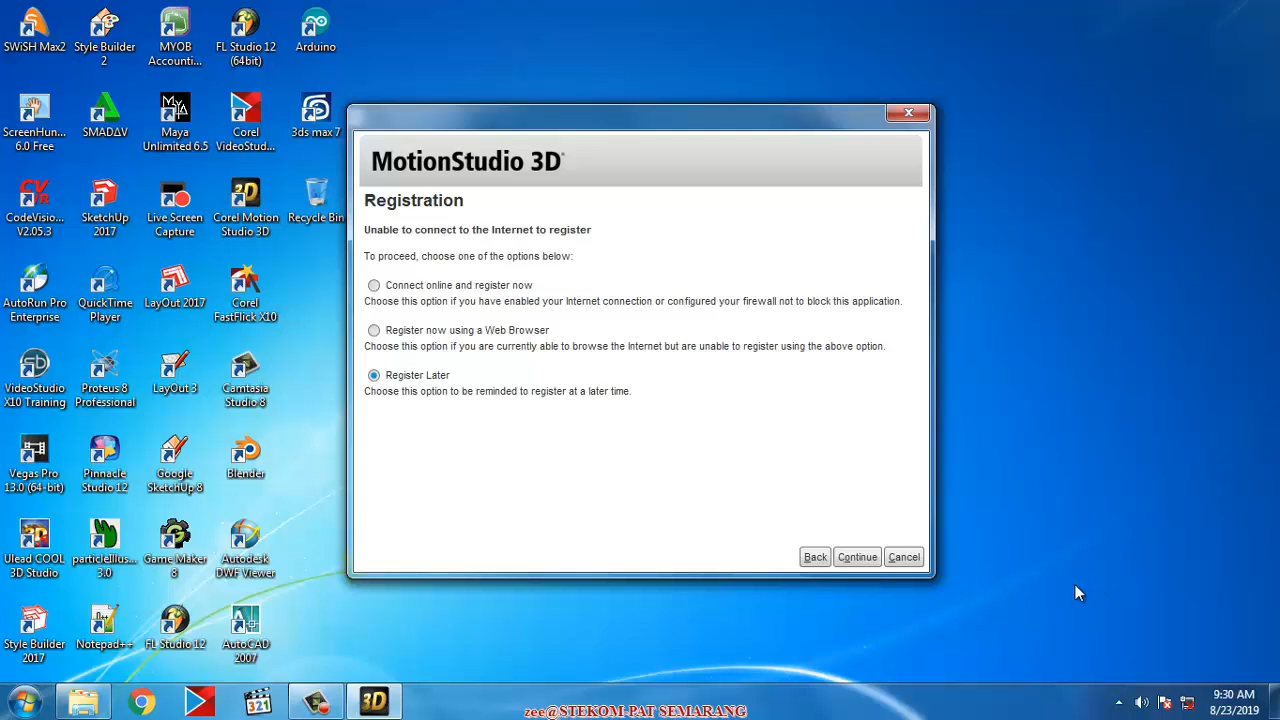 SWiSH Max2
Style Builder
2
MYOB
Accounti...
FL Studio 12
(64bit)
Arduino
ScreenHun...
6.0 Free
SMADΔV
MAYA
Maya
Unlimited 6.5
Corel
VideoStud...
3ds max 7
CVAVR
CodeVisio...
V2.05.3
SketchUp
2017
Live Screen
Capture
3D
Corel Motion
Studio 3D
Recycle Bin
AutoRun Pro
Enterprise
QuickTime
Player
LayOut 2017
Corel
FastFlick X10
VideoStudio
X10 Training
Proteus 8
Professional
LayOut 3
Camtasia
Studio 8
Vegas Pro
13.0 (64-bit)
Pinnacle
Studio 12
Google
SketchUp 8
Blender
Ulead COOL
3D Studio
particleIllus...
3.0
Game Maker
8
Autodesk
DWF Viewer
Style Builder
2017
Notepad++
FL Studio 12
AutoCAD
2007
MotionStudio 3D
Registration
Unable to connect to the Internet to register
To proceed, choose one of the options below:
Connect online and register now
Choose this option if you have enabled your Internet connection or configured your firewall not to block this application.
Register now using a Web Browser
Choose this option if you are currently able to browse the Internet but are unable to register using the above option.
Register Later
Choose this option to be reminded to register at a later time.
Back Continue Cancel
321
3D
zee@STEKOM-PAT SEMARANG
9:30 AM
8/23/2019